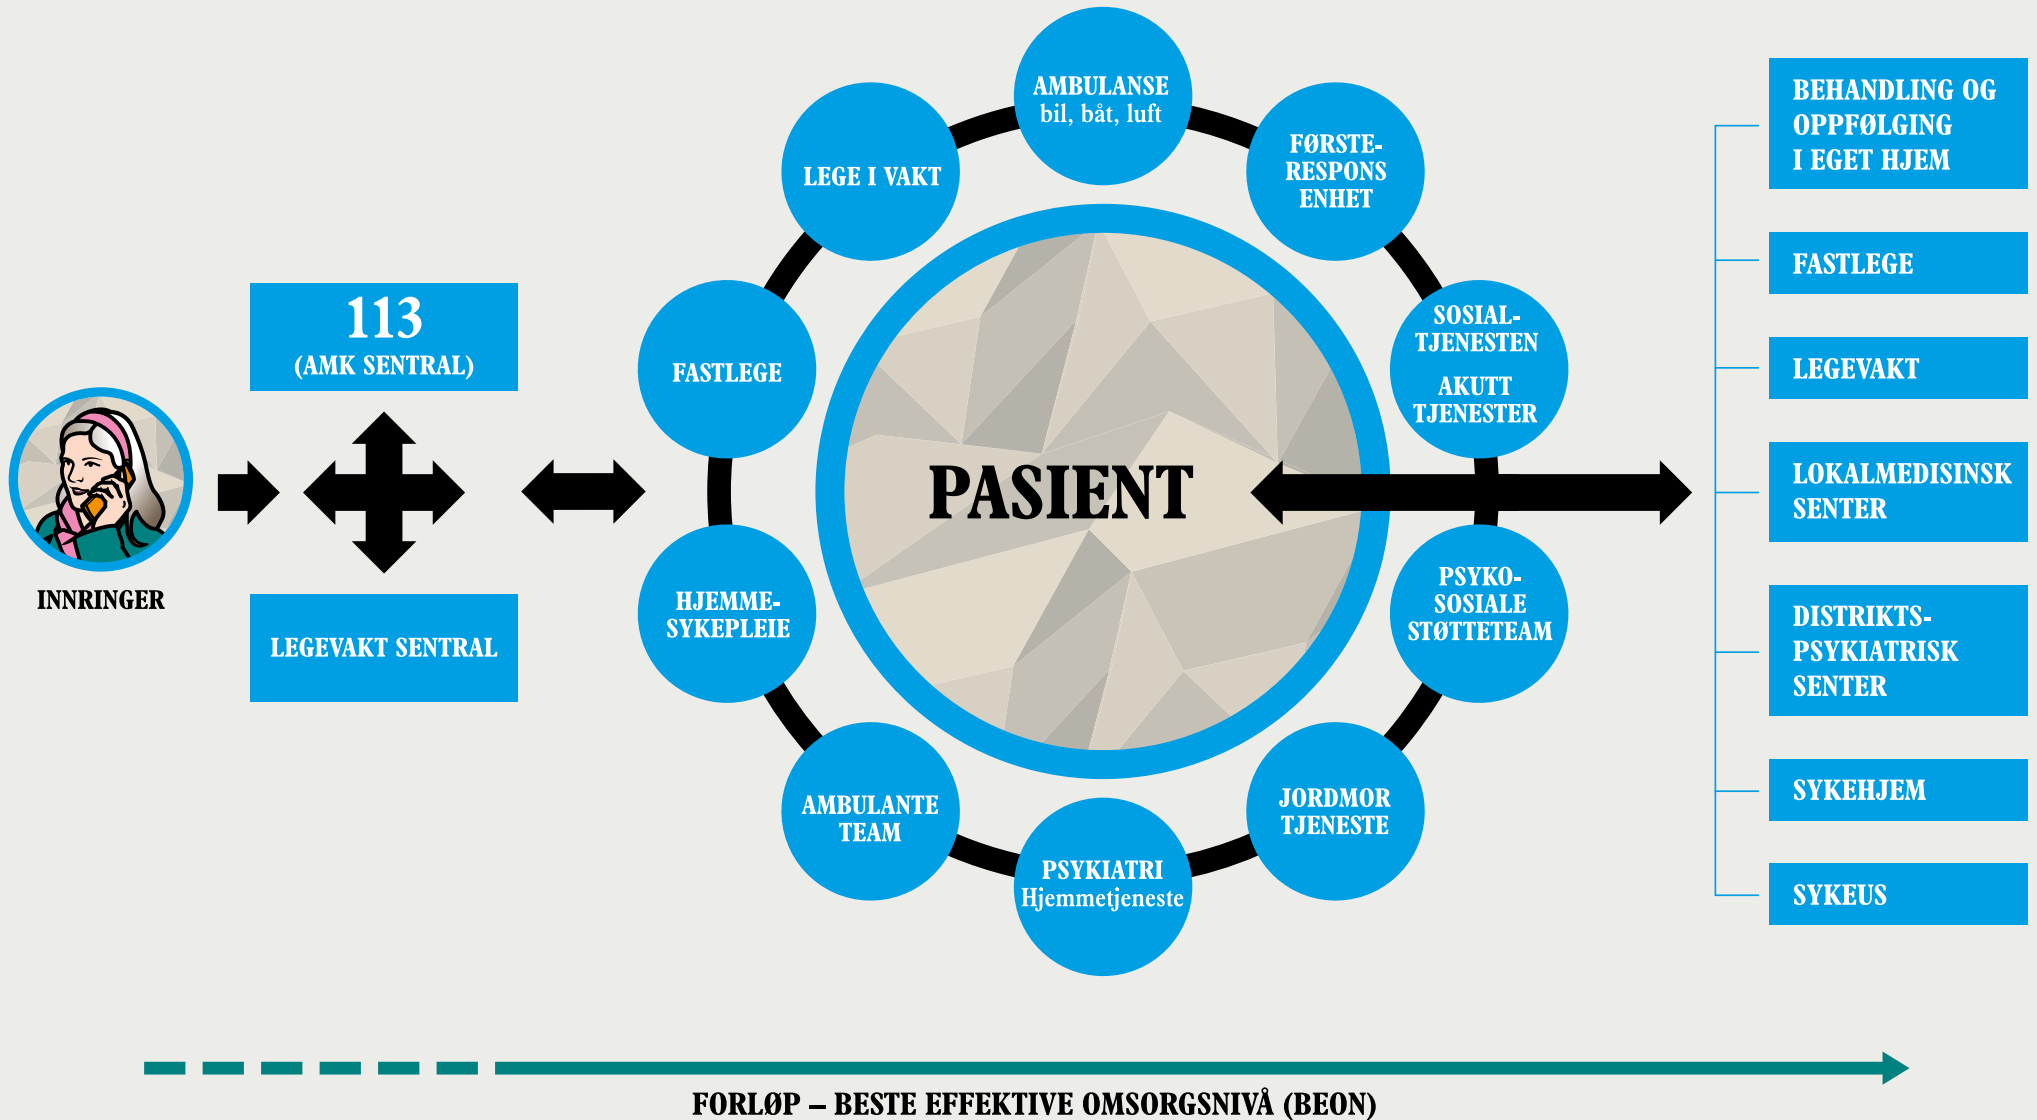 INNRINGER
113
(AMK SENTRAL)
LEGEVAKT SENTRAL
AMBULANSE
bil, båt, luft
FØRSTE-
RESPONS
ENHET
SOSIAL-
TJENESTEN
AKUTT
TJENESTER
PSYKO-
SOSIALE
STØTTETEAM
JORDMOR
TJENESTE
PSYKIATRI
Hjemmetjeneste
AMBULANTE
TEAM
HJEMME-
SYKEPLEIE
FASTLEGE
LEGE I VAKT
PASIENT
BEHANDLING OG
OPPFØLGING
I EGET HJEM
FASTLEGE
LEGEVAKT
LOKALMEDISINSK
SENTER
DISTRIKTS-
PSYKIATRISK
SENTER
SYKEHJEM
SYKEUS
FORLØP – BESTE EFFEKTIVE OMSORGSNIVÅ (BEON)